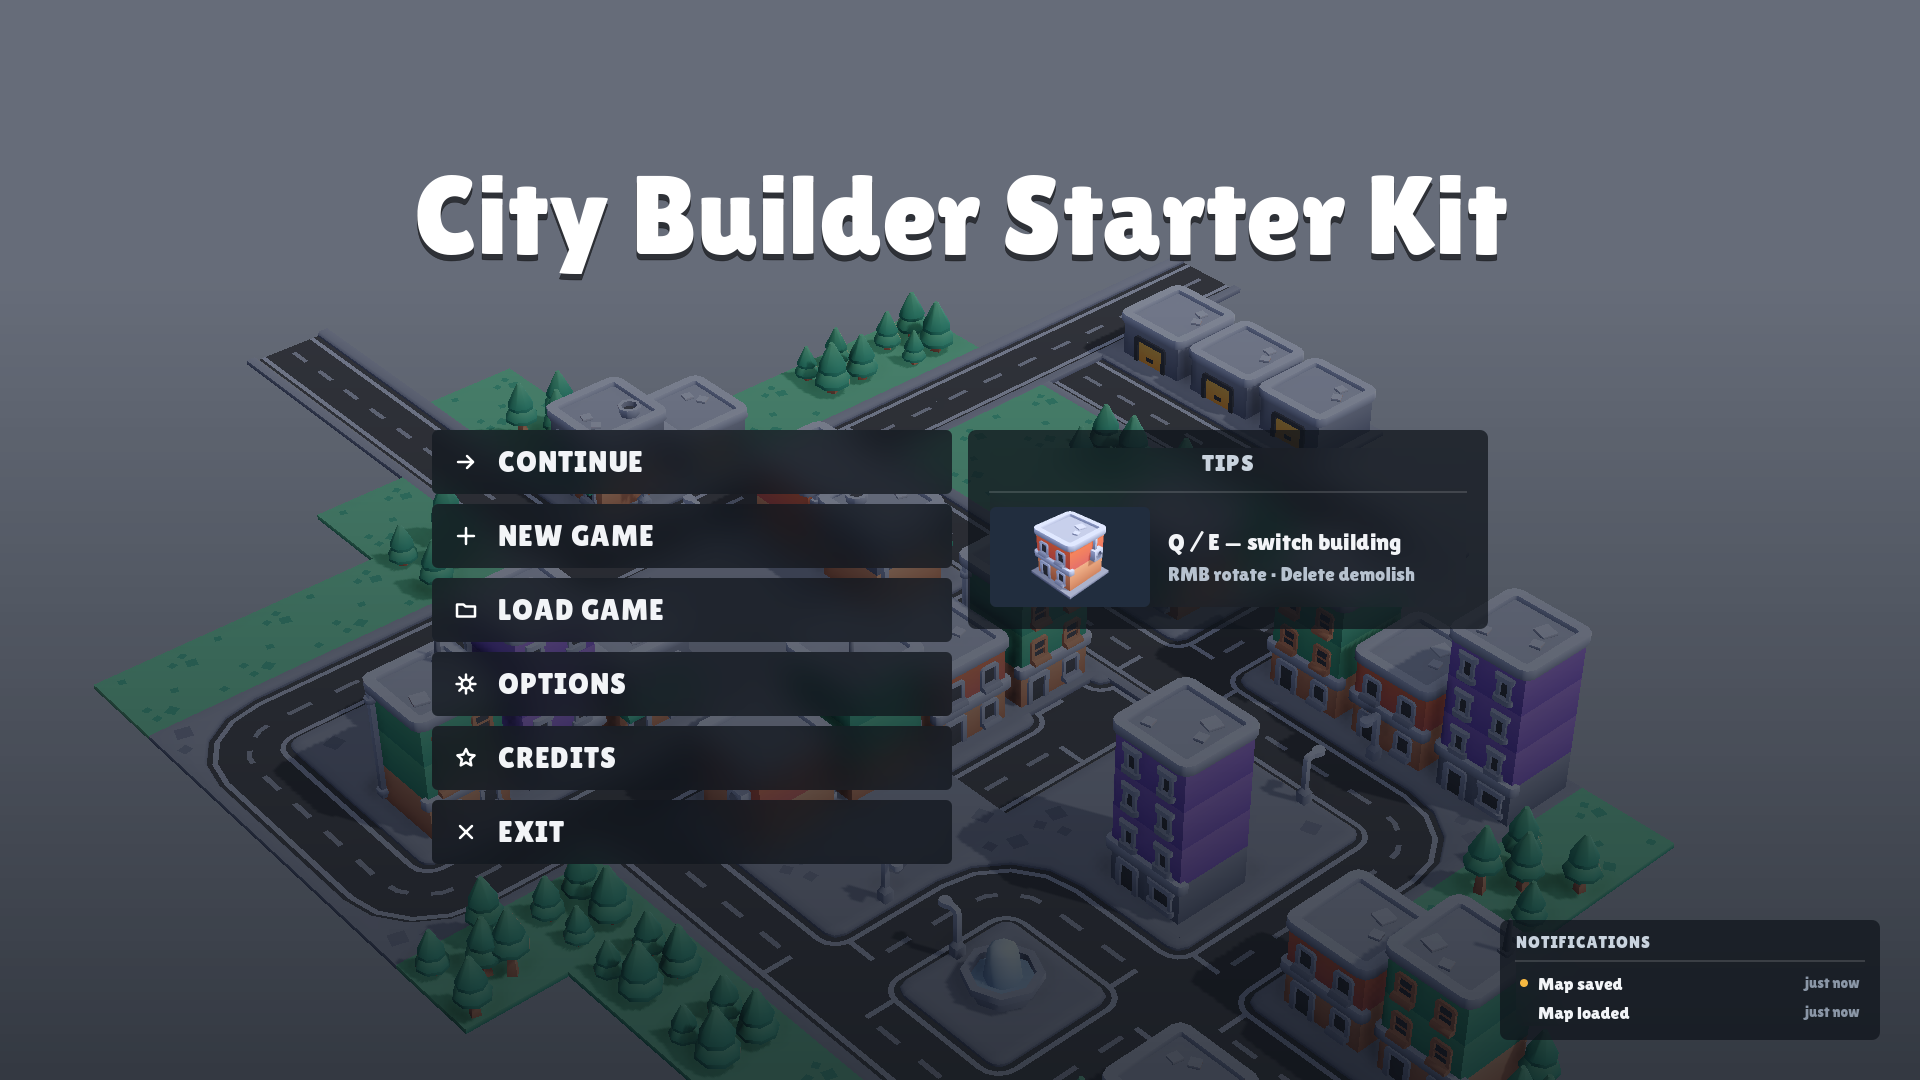 City Builder Starter Kit
CONTINUE
NEW GAME
LOAD GAME
OPTIONS
CREDITS
EXIT
TIPS
Q / E — switch building
RMB rotate · Delete demolish
NOTIFICATIONS
Map saved just now
Map loaded just now